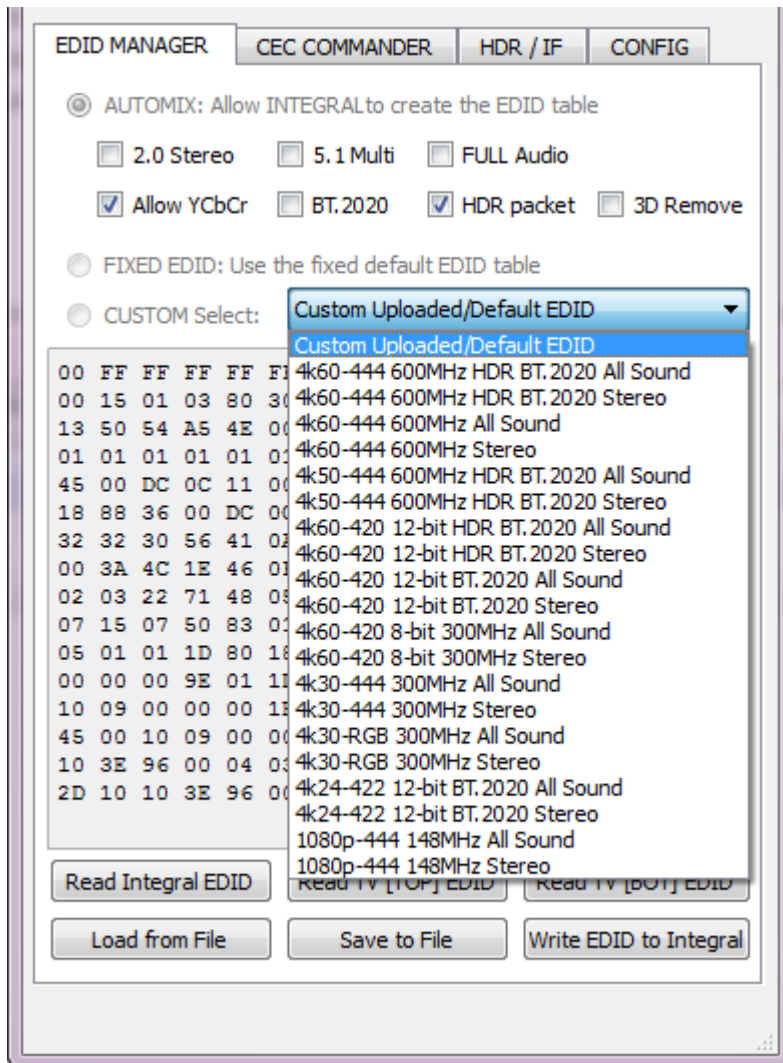 EDID MANAGER CEC COMMANDER HDR / IF CONFIG
AUTOMIX: Allow INTEGRALto create the EDID table
2.0 Stereo 5.1 Multi FULL Audio
Allow YCbCr BT.2020 HDR packet 3D Remove
FIXED EDID: Use the fixed default EDID table
CUSTOM Select: Custom Uploaded/Default EDID
Custom Uploaded/Default EDID
4k60-444 600MHz HDR BT.2020 All Sound
4k60-444 600MHz HDR BT.2020 Stereo
4k60-444 600MHz All Sound
4k60-444 600MHz Stereo
4k50-444 600MHz HDR BT.2020 All Sound
4k50-444 600MHz HDR BT.2020 Stereo
4k60-420 12-bit HDR BT.2020 All Sound
4k60-420 12-bit HDR BT.2020 Stereo
4k60-420 12-bit BT.2020 All Sound
4k60-420 12-bit BT.2020 Stereo
4k60-420 8-bit 300MHz All Sound
4k60-420 8-bit 300MHz Stereo
4k30-444 300MHz All Sound
4k30-444 300MHz Stereo
4k30-RGB 300MHz All Sound
4k30-RGB 300MHz Stereo
4k24-422 12-bit BT.2020 All Sound
4k24-422 12-bit BT.2020 Stereo
1080p-444 148MHz All Sound
1080p-444 148MHz Stereo
00 FF FF FF FF
00 15 01 03 80
13 50 54 A5 4E
01 01 01 01 01
45 00 DC 0C 11
18 88 36 00 DC
32 32 30 56 41
00 3A 4C 1E 46
02 03 22 71 48
07 15 07 50 83
05 01 01 1D 80
00 00 00 9E 01
10 09 00 00 00
45 00 10 09 00
10 3E 96 00 04
2D 10 10 3E 96
Read Integral EDID Read TV [TOP] EDID Read TV [BOT] EDID
Load from File Save to File Write EDID to Integral